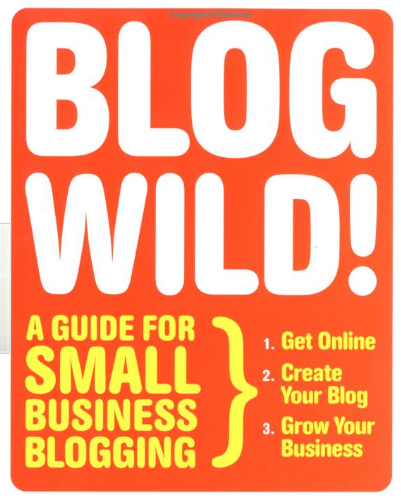 BLOG
WILD!
A GUIDE FOR
SMALL
BUSINESS
BLOGGING
1. Get Online
2. Create
Your Blog
3. Grow Your
Business